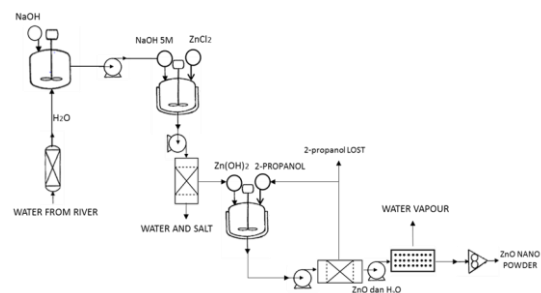 NaOH
NaOH 5M
ZnCl2
H2O
WATER FROM RIVER
Zn(OH)2
2-PROPANOL
WATER AND SALT
2-propanol LOST
WATER VAPOUR
ZnO dan H2O
ZnO NANO
POWDER